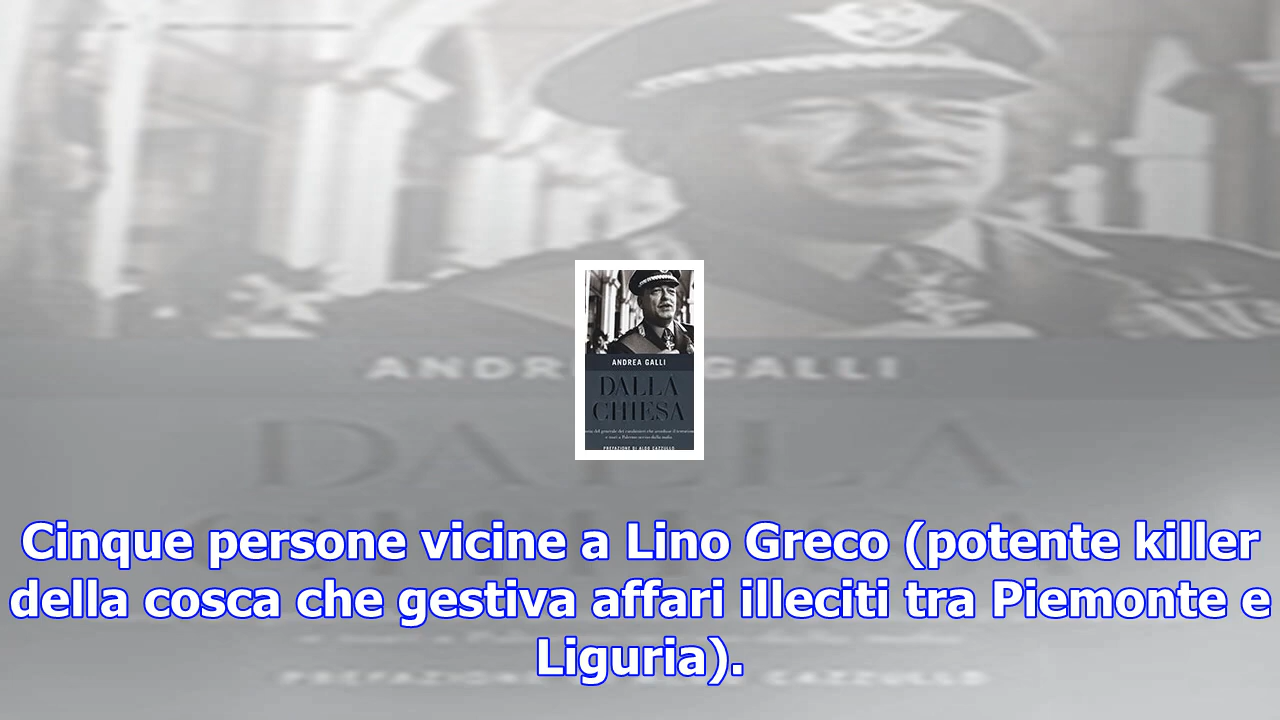 ANDREA GALLI
DALLA
CHIESA
PREFAZIONE DI ALDO CAZZULLO
Cinque persone vicine a Lino Greco (potente killer
della cosca che gestiva affari illeciti tra Piemonte e
Liguria).